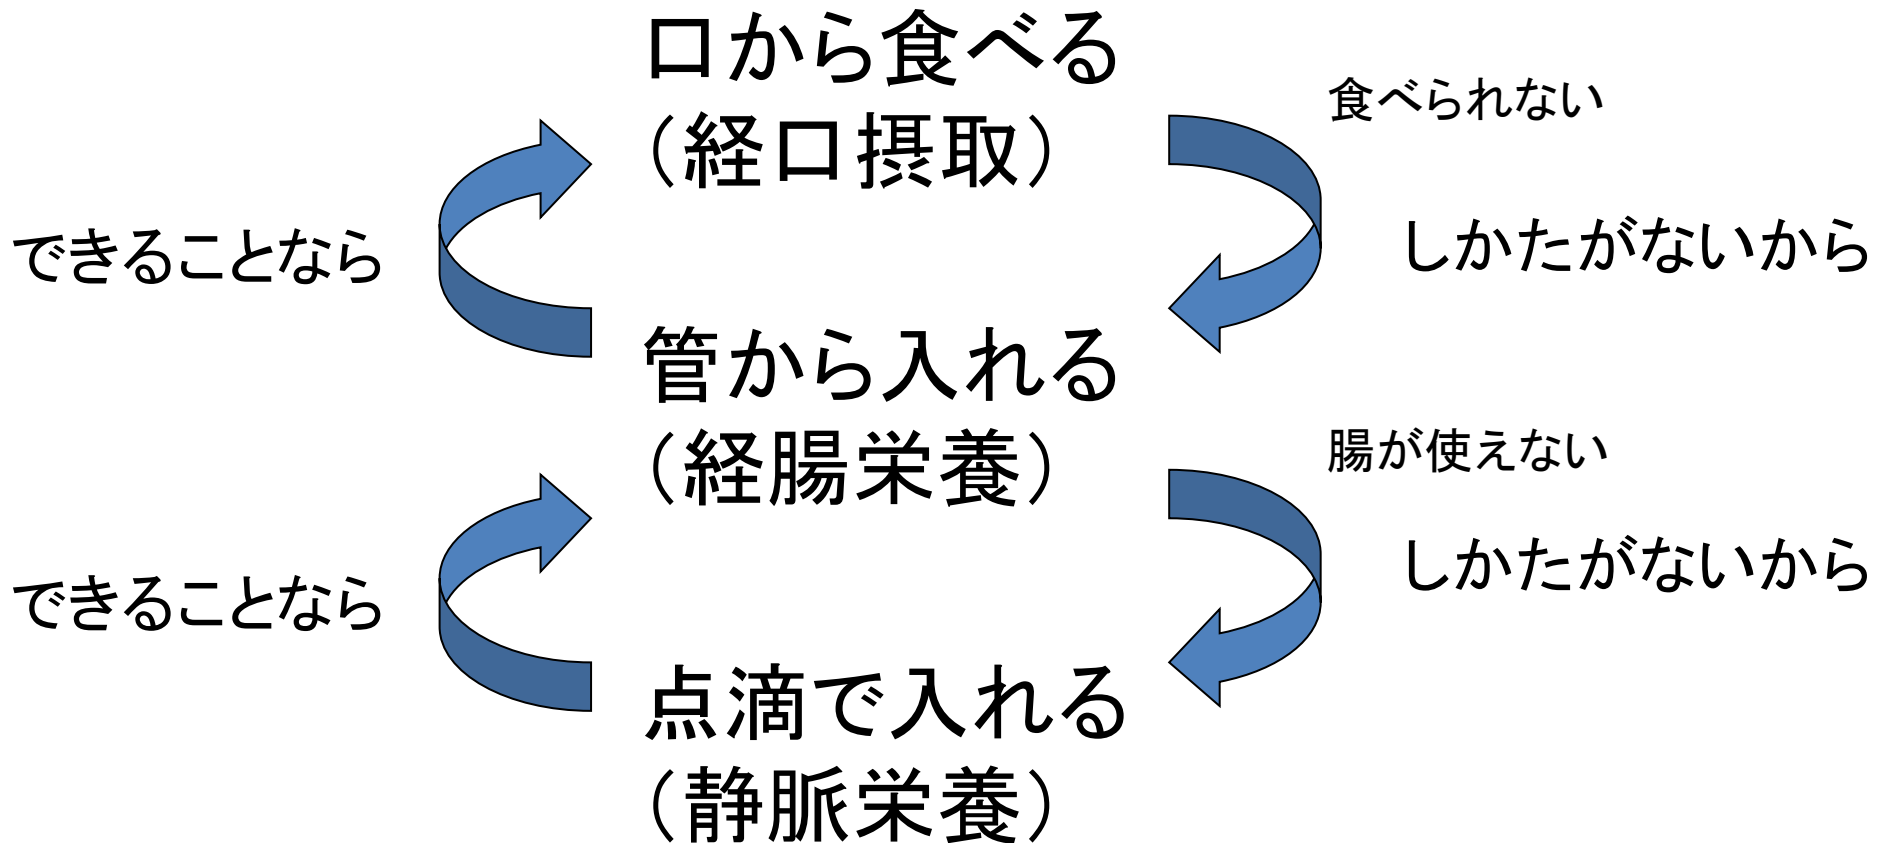 口から食べる
（経口摂取）
食べられない
できることなら
しかたがないから
管から入れる
（経腸栄養）
腸が使えない
できることなら
しかたがないから
点滴で入れる
（静脈栄養）